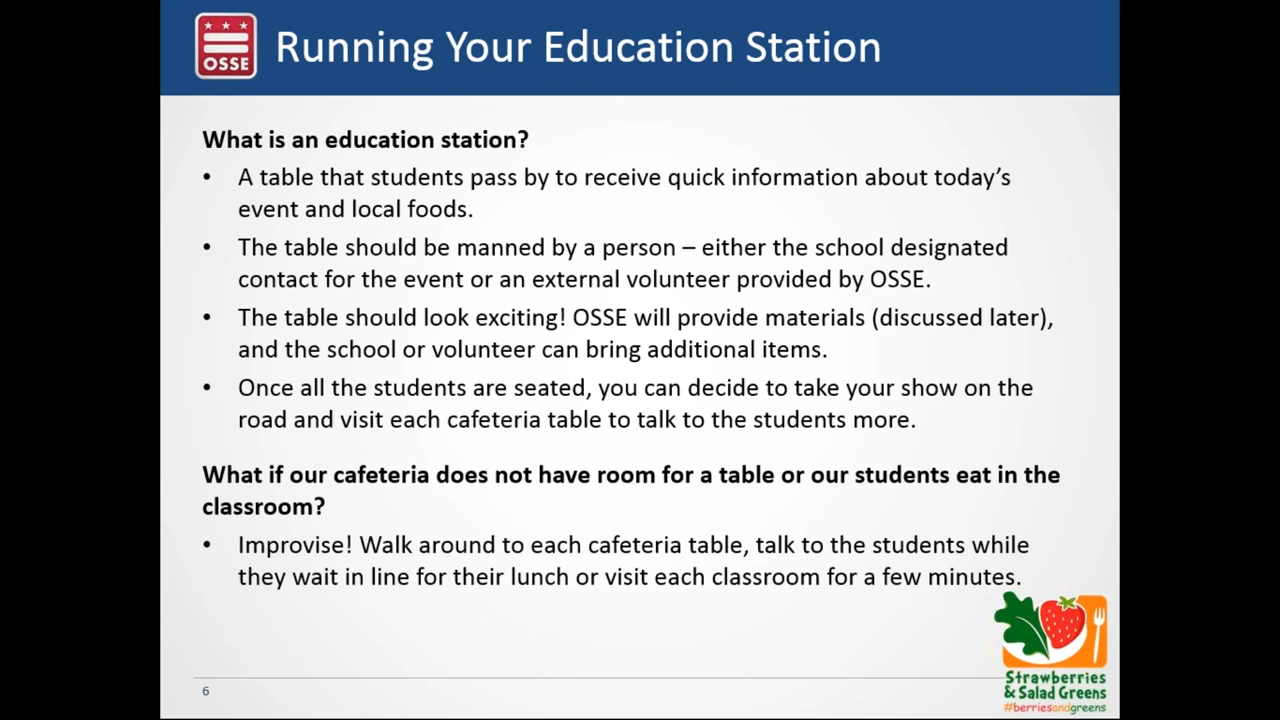 OSSE
Running Your Education Station
What is an education station?
• A table that students pass by to receive quick information about today’s
event and local foods.
• The table should be manned by a person – either the school designated
contact for the event or an external volunteer provided by OSSE.
• The table should look exciting! OSSE will provide materials (discussed later),
and the school or volunteer can bring additional items.
• Once all the students are seated, you can decide to take your show on the
road and visit each cafeteria table to talk to the students more.
What if our cafeteria does not have room for a table or our students eat in the
classroom?
• Improvise! Walk around to each cafeteria table, talk to the students while
they wait in line for their lunch or visit each classroom for a few minutes.
6
Strawberries
& Salad Greens
#berriesandgreens